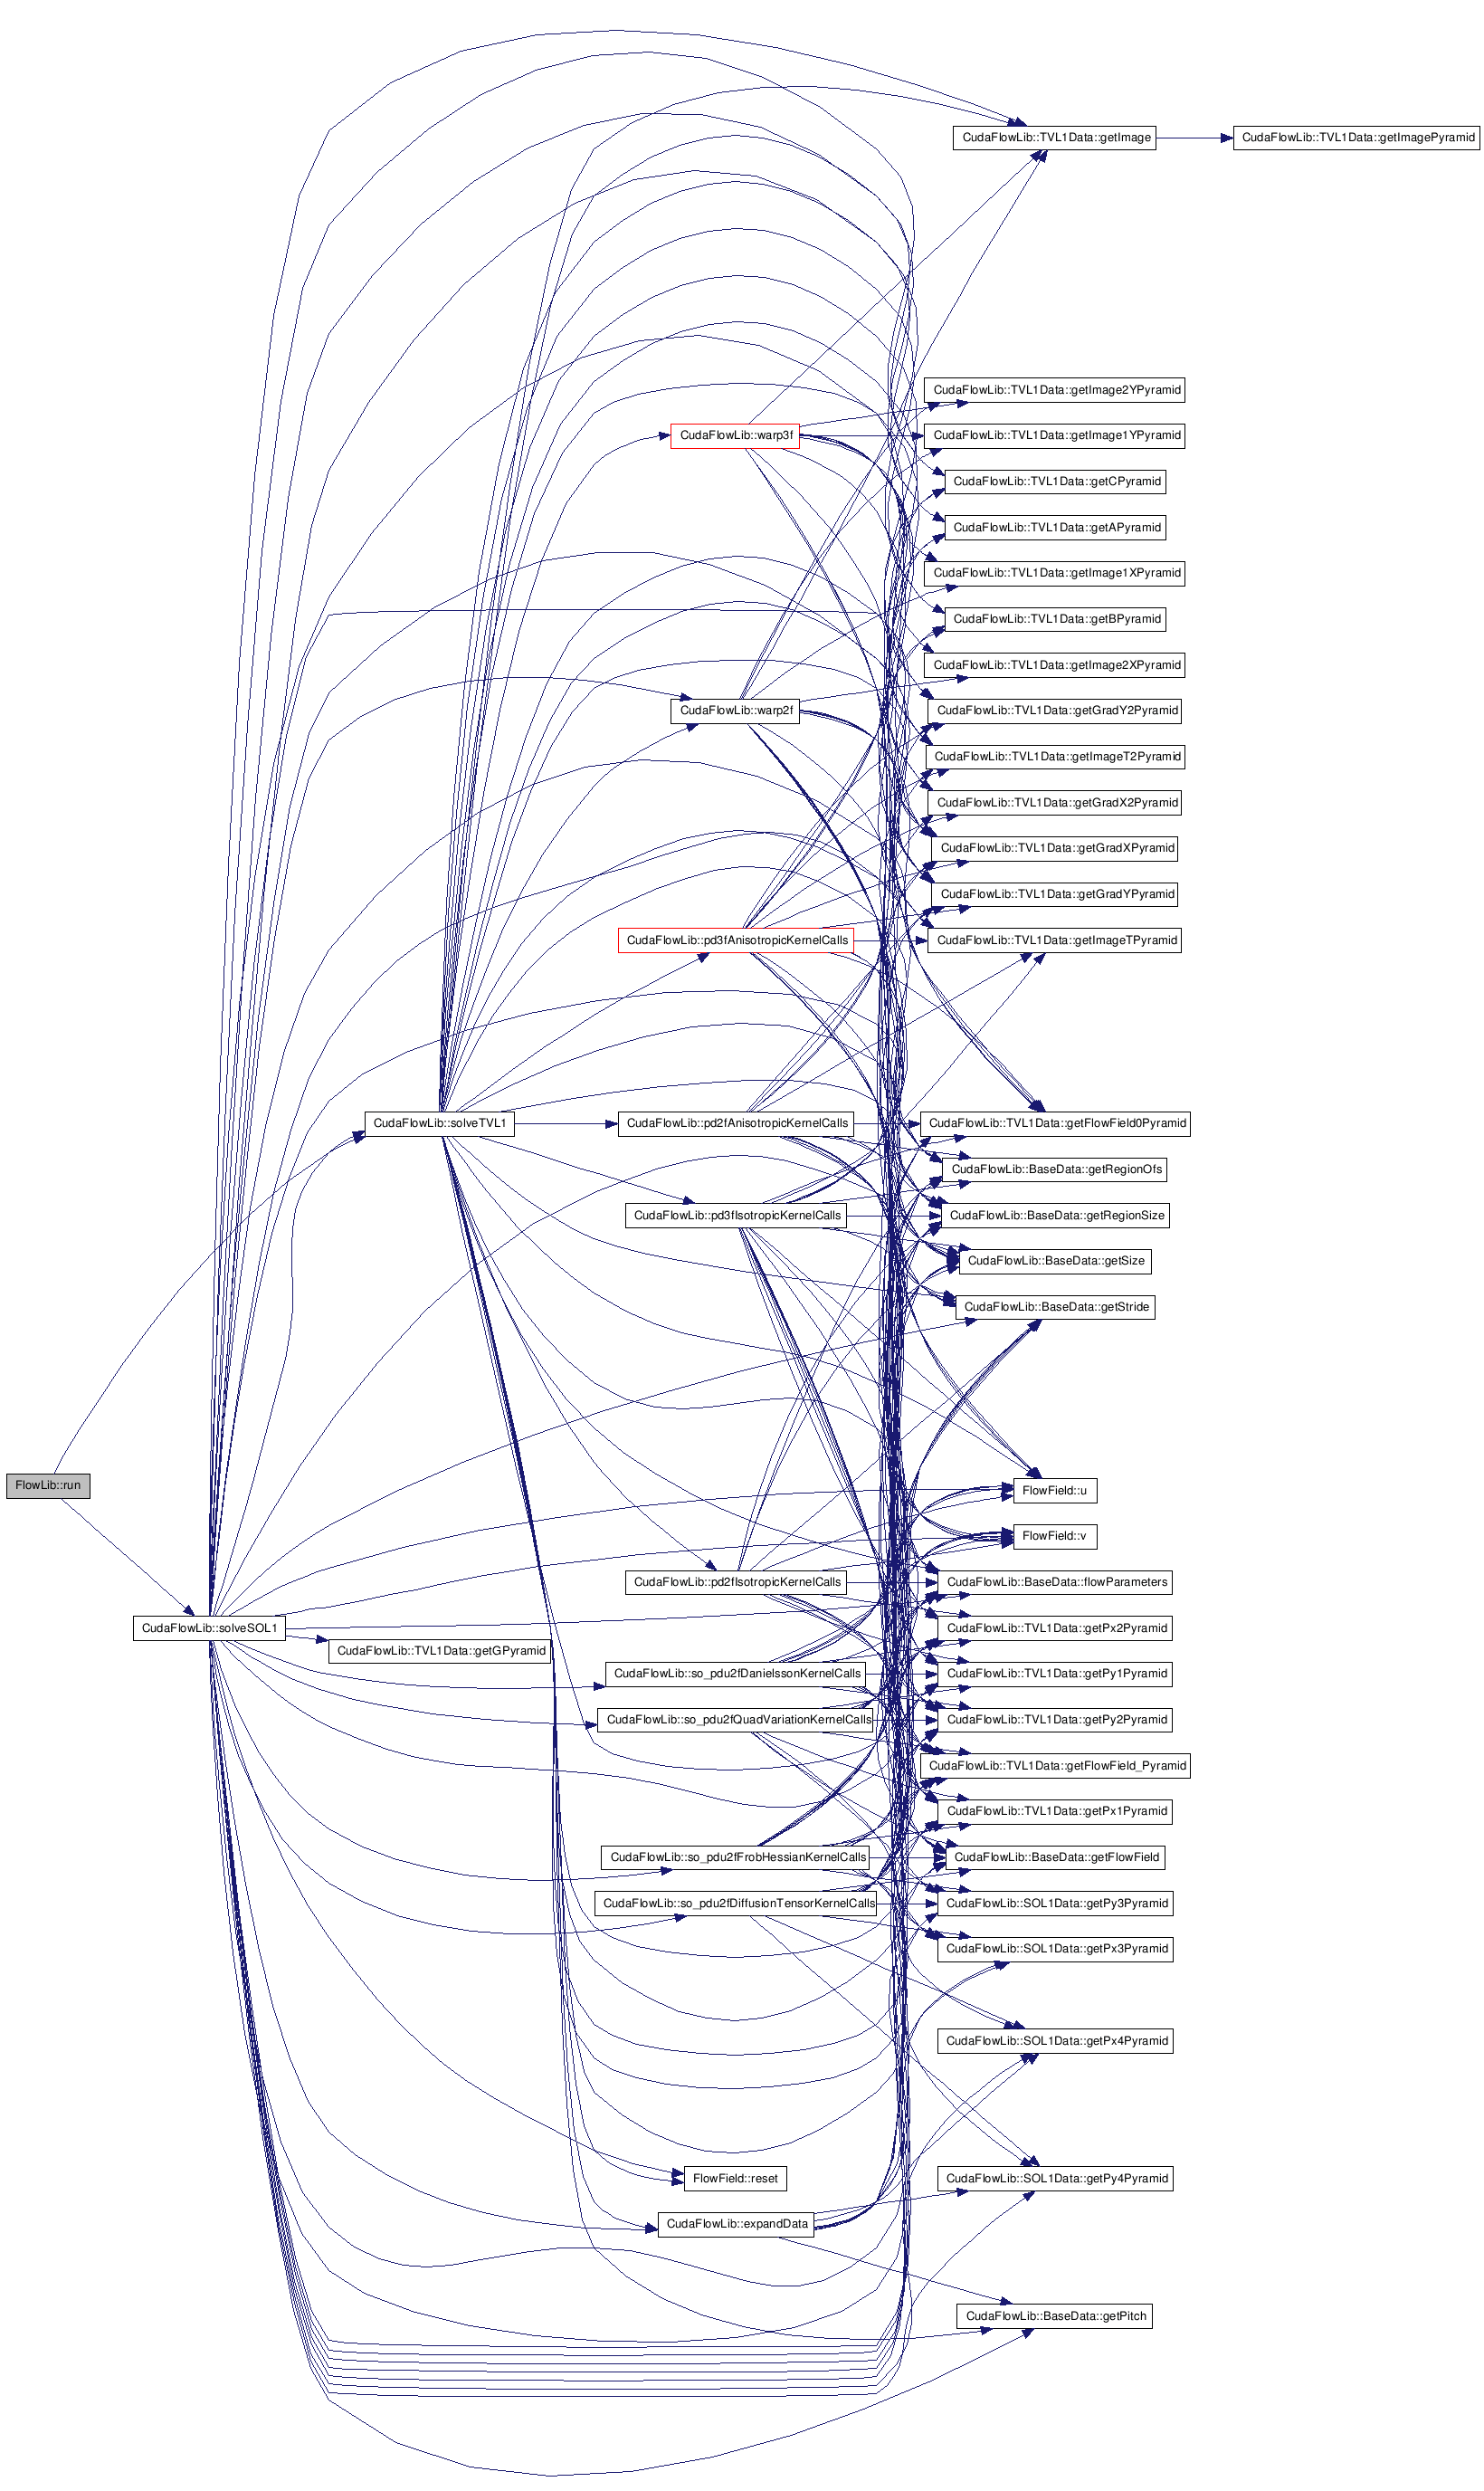 CudaFlowLib::TVL1Data::getImage
CudaFlowLib::TVL1Data::getImagePyramid
CudaFlowLib::TVL1Data::getImage2YPyramid
CudaFlowLib::warp3f
CudaFlowLib::TVL1Data::getImage1YPyramid
CudaFlowLib::TVL1Data::getCPyramid
CudaFlowLib::TVL1Data::getAPyramid
CudaFlowLib::TVL1Data::getImage1XPyramid
CudaFlowLib::TVL1Data::getBPyramid
CudaFlowLib::TVL1Data::getImage2XPyramid
CudaFlowLib::warp2f
CudaFlowLib::TVL1Data::getGradY2Pyramid
CudaFlowLib::TVL1Data::getImageT2Pyramid
CudaFlowLib::TVL1Data::getGradX2Pyramid
CudaFlowLib::TVL1Data::getGradXPyramid
CudaFlowLib::TVL1Data::getGradYPyramid
CudaFlowLib::pd3fAnisotropicKernelCalls
CudaFlowLib::TVL1Data::getImageTPyramid
CudaFlowLib::solveTVL1
CudaFlowLib::pd2fAnisotropicKernelCalls
CudaFlowLib::TVL1Data::getFlowField0Pyramid
CudaFlowLib::BaseData::getRegionOfs
CudaFlowLib::pd3fIsotropicKernelCalls
CudaFlowLib::BaseData::getRegionSize
CudaFlowLib::BaseData::getSize
CudaFlowLib::BaseData::getStride
FlowLib::run
FlowField::u
FlowField::v
CudaFlowLib::pd2fIsotropicKernelCalls
CudaFlowLib::BaseData::flowParameters
CudaFlowLib::solveSOL1
CudaFlowLib::TVL1Data::getPx2Pyramid
CudaFlowLib::TVL1Data::getGPyramid
CudaFlowLib::so_pdu2fDanielssonKernelCalls
CudaFlowLib::TVL1Data::getPy1Pyramid
CudaFlowLib::so_pdu2fQuadVariationKernelCalls
CudaFlowLib::TVL1Data::getPy2Pyramid
CudaFlowLib::TVL1Data::getFlowField_Pyramid
CudaFlowLib::TVL1Data::getPx1Pyramid
CudaFlowLib::so_pdu2fFrobHessianKernelCalls
CudaFlowLib::BaseData::getFlowField
CudaFlowLib::so_pdu2fDiffusionTensorKernelCalls
CudaFlowLib::SOL1Data::getPy3Pyramid
CudaFlowLib::SOL1Data::getPx3Pyramid
CudaFlowLib::SOL1Data::getPx4Pyramid
FlowField::reset
CudaFlowLib::SOL1Data::getPy4Pyramid
CudaFlowLib::expandData
CudaFlowLib::BaseData::getPitch